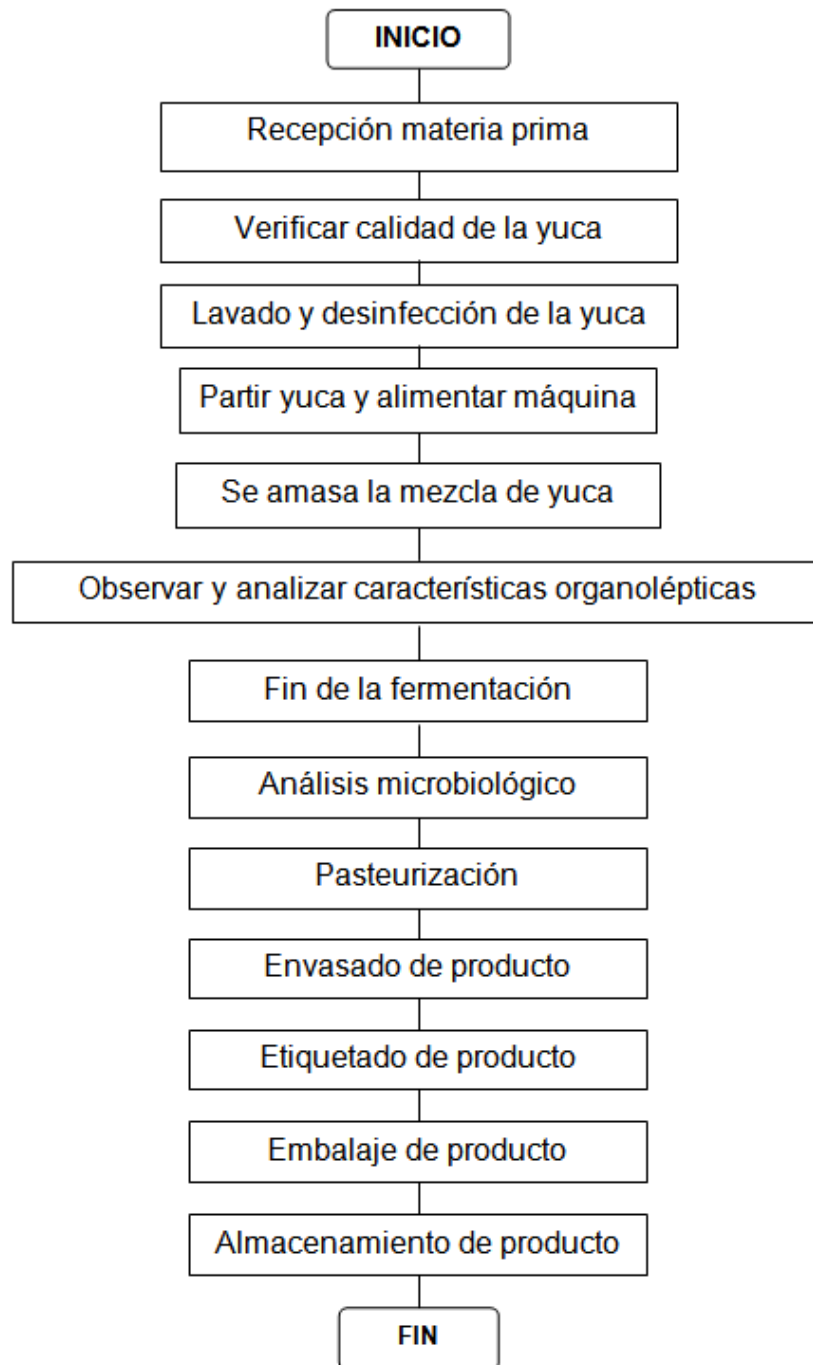 INICIO
Recepción materia prima
Verificar calidad de la yuca
Lavado y desinfección de la yuca
Partir yuca y alimentar máquina
Se amasa la mezcla de yuca
Observar y analizar características organolépticas
Fin de la fermentación
Análisis microbiológico
Pasteurización
Envasado de producto
Etiquetado de producto
Embalaje de producto
Almacenamiento de producto
FIN